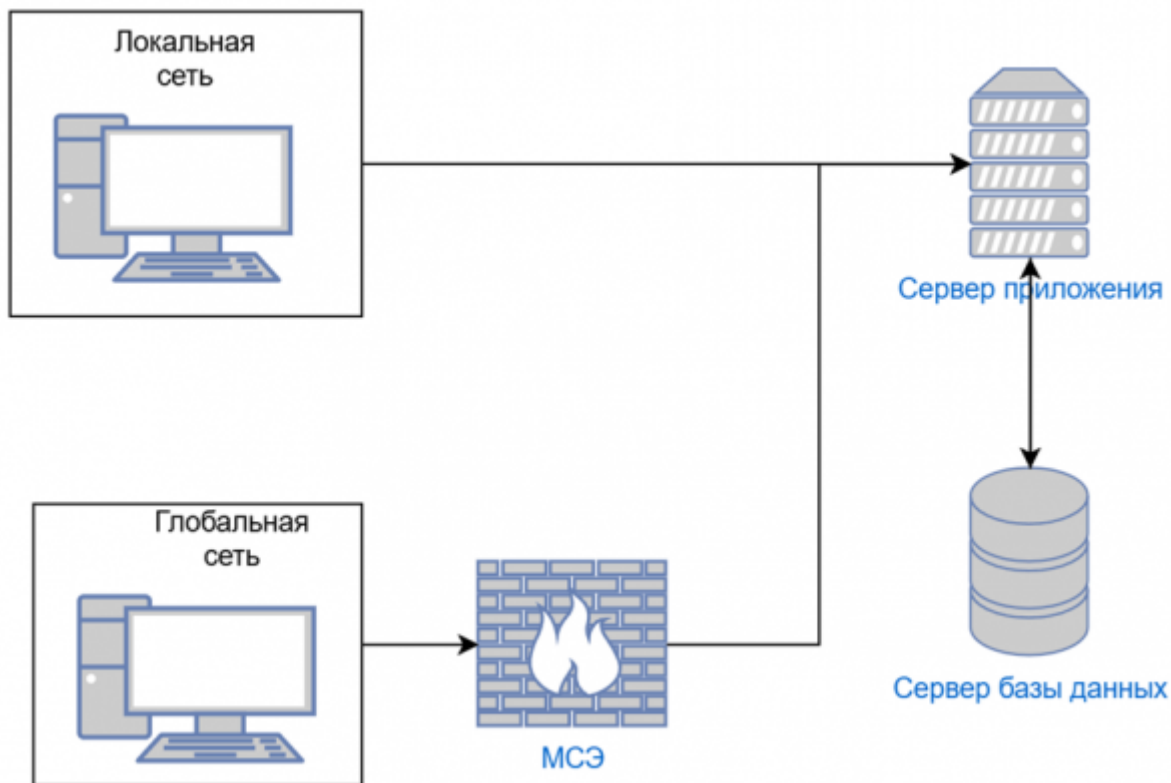 Локальная
сеть
Сервер приложения
Глобальная
сеть
Сервер базы данных
МСЭ